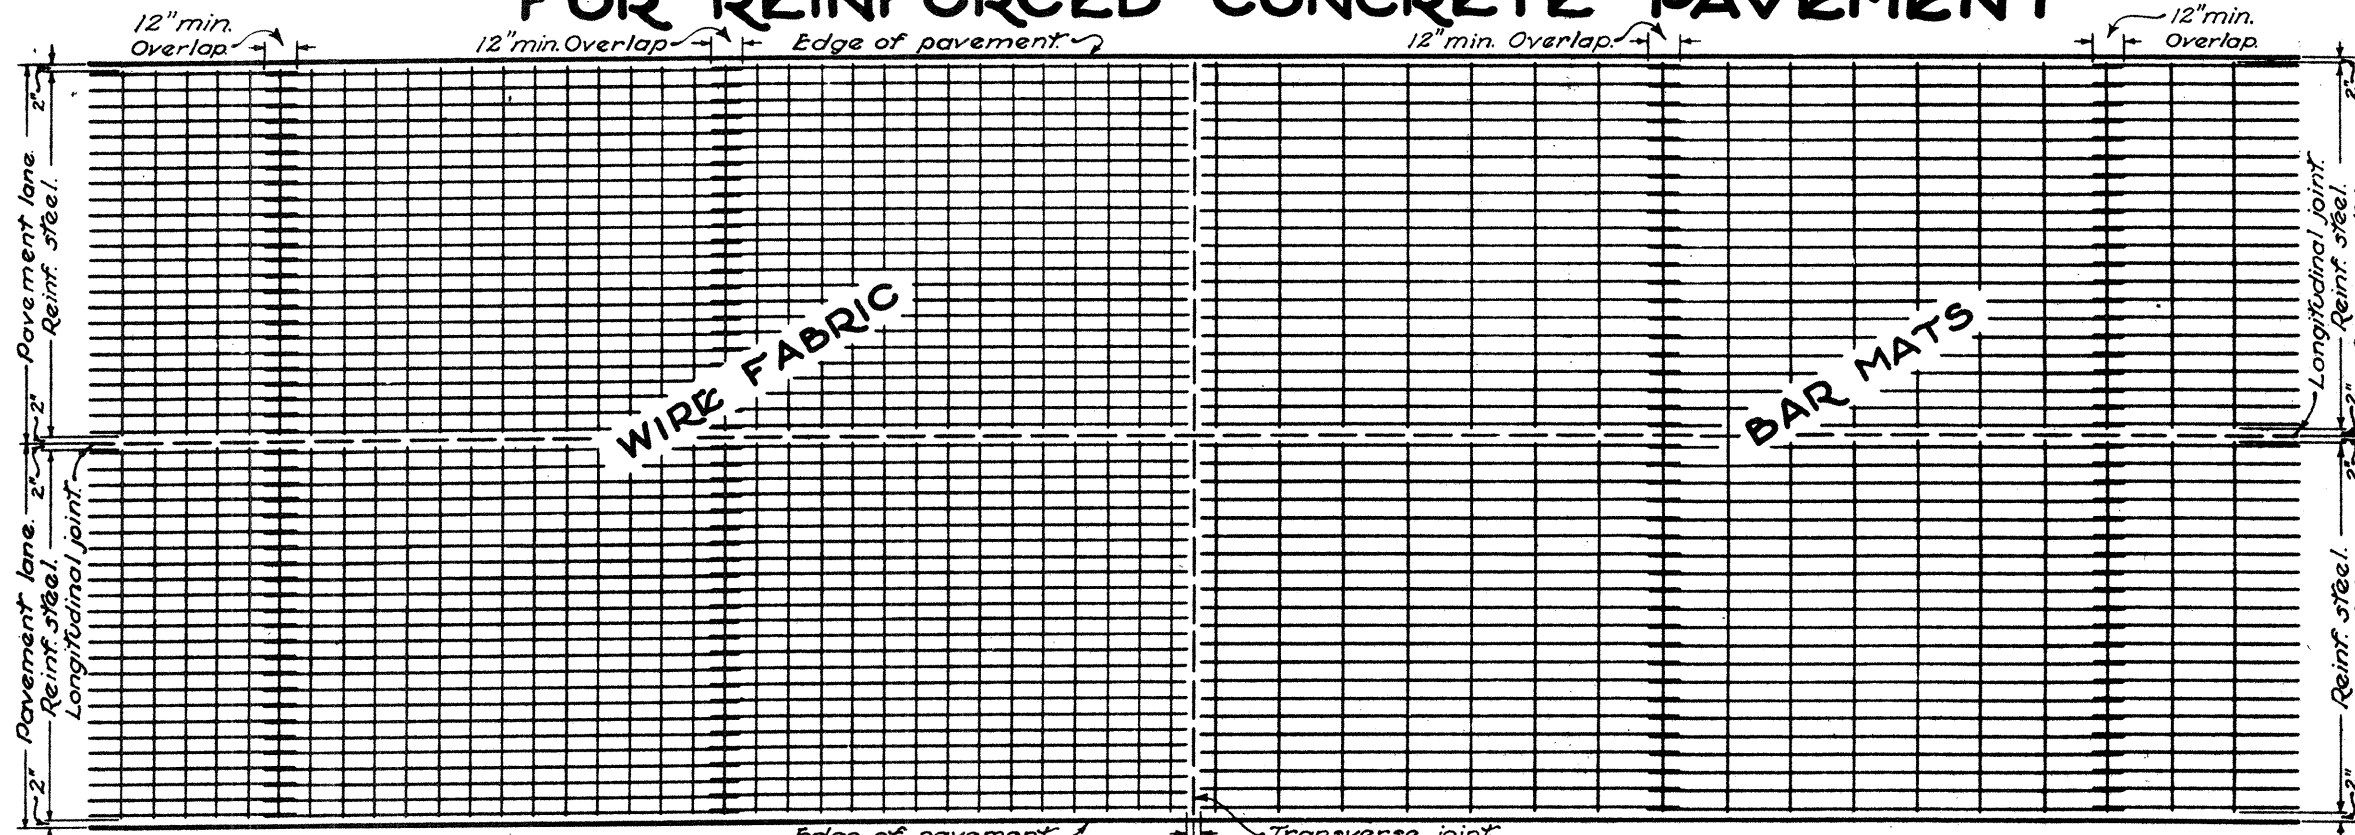 FOR REINFORCED CONCRETE PAVEMENT
12"min.
Overlap.
12"min. Overlap
Edge of pavement.
12"min. Overlap.
12"min.
Overlap.
2"
Pavement lane
2"
Reinf. steel.
2"
Pavement lane.
2"
Reinf. steel.
Longitudinal joint.
WIRE FABRIC
BAR MATS
Longitudinal joint.
2"
Reinf. steel.
2"
2"
Reinf. steel.
2"
Edge of pavement
Transverse joint